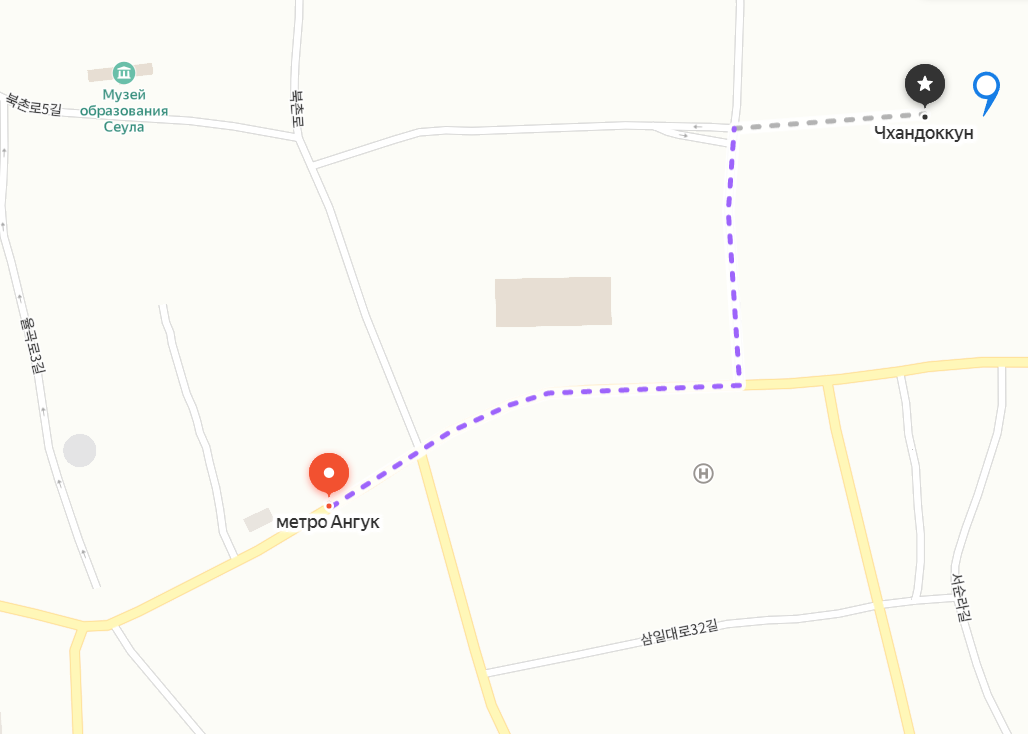 북촌로5길
Музей
образования
Сеула
북촌로
Чхандоккун
율곡로3길
H
метро Ангук
서순라길
삼일대로32길